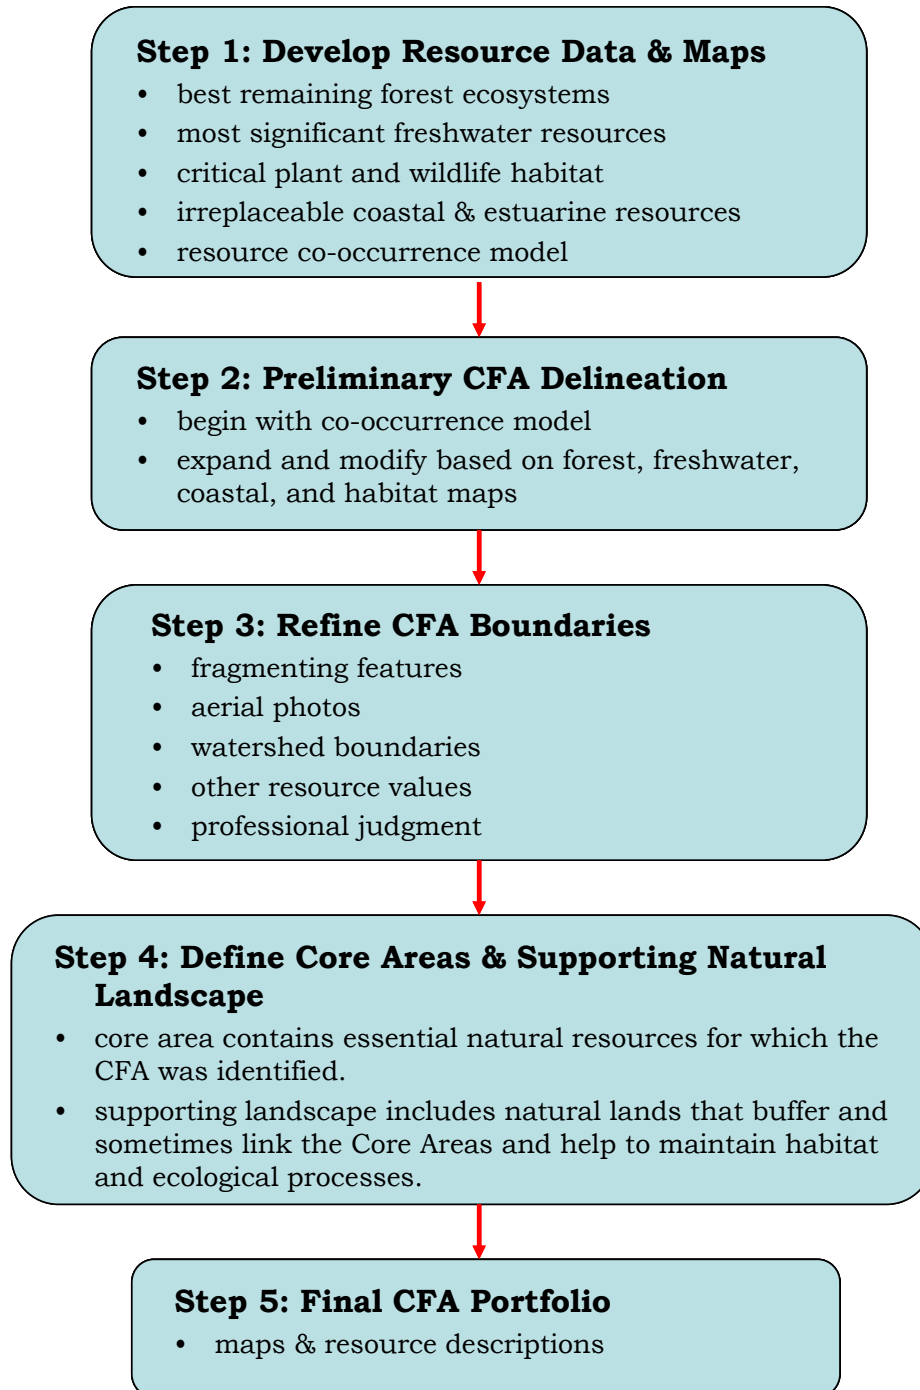 Step 1: Develop Resource Data & Maps
• best remaining forest ecosystems
• most significant freshwater resources
• critical plant and wildlife habitat
• irreplaceable coastal & estuarine resources
• resource co-occurrence model
Step 2: Preliminary CFA Delineation
• begin with co-occurrence model
• expand and modify based on forest, freshwater,
coastal, and habitat maps
Step 3: Refine CFA Boundaries
• fragmenting features
• aerial photos
• watershed boundaries
• other resource values
• professional judgment
Step 4: Define Core Areas & Supporting Natural
Landscape
• core area contains essential natural resources for which the
CFA was identified.
• supporting landscape includes natural lands that buffer and
sometimes link the Core Areas and help to maintain habitat
and ecological processes.
Step 5: Final CFA Portfolio
• maps & resource descriptions